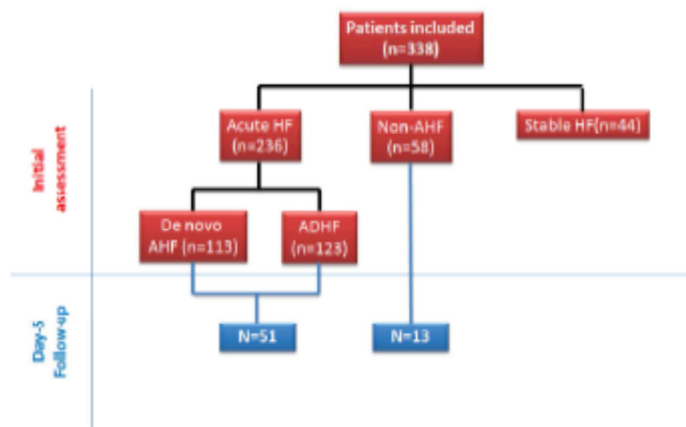 Patients included
(n=338)
Acute HF
(n=236)
Non-AHF
(n=58)
Stable HF(n=44)
Initial
assessment
De novo
AHF (n=113)
ADHF
(n=123)
Day-5
Follow-up
N=51
N=13